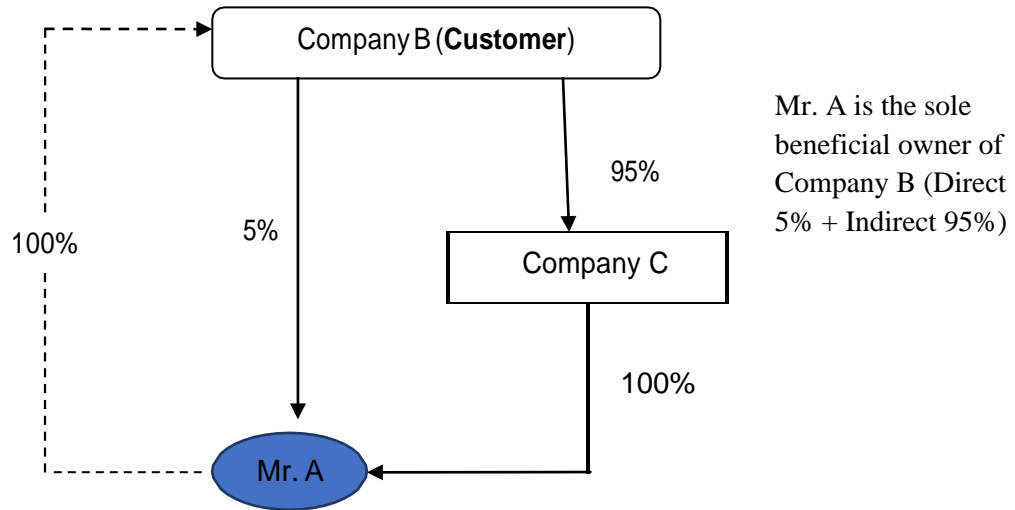 Company B (Customer)
Mr. A is the sole
beneficial owner of
Company B (Direct
5% + Indirect 95%)
95%
5%
100%
Company C
100%
Mr. A